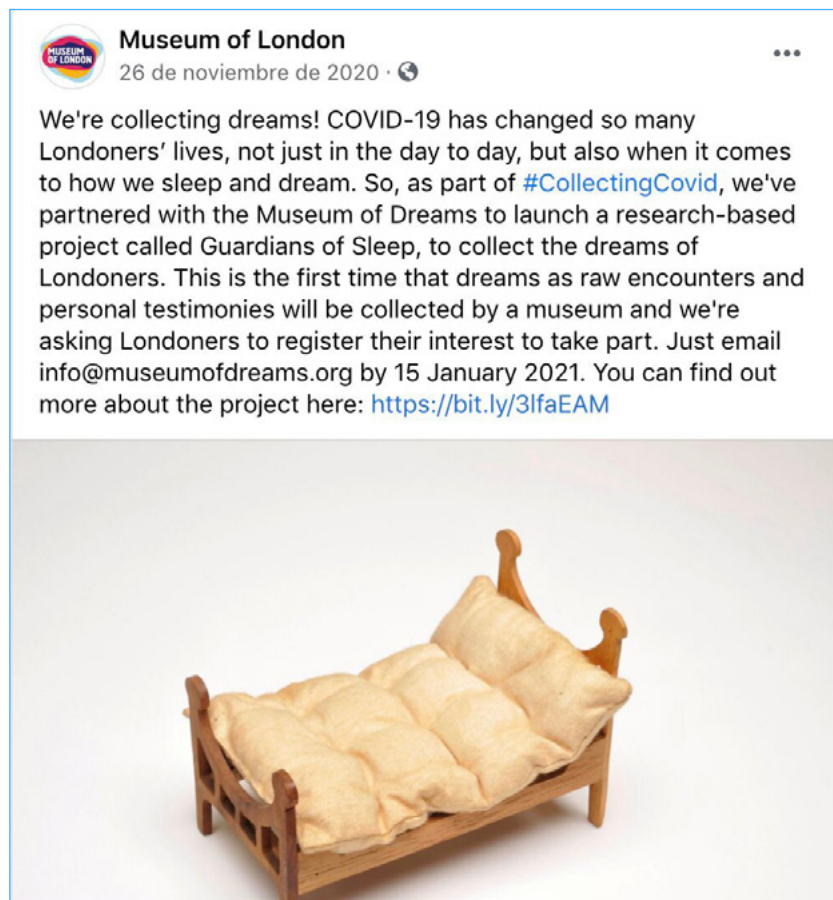 MUSEUM
OF LONDON
Museum of London
26 de noviembre de 2020 ·
We're collecting dreams! COVID-19 has changed so many
Londoners’ lives, not just in the day to day, but also when it comes
to how we sleep and dream. So, as part of #CollectingCovid, we've
partnered with the Museum of Dreams to launch a research-based
project called Guardians of Sleep, to collect the dreams of
Londoners. This is the first time that dreams as raw encounters and
personal testimonies will be collected by a museum and we're
asking Londoners to register their interest to take part. Just email
info@museumofdreams.org by 15 January 2021. You can find out
more about the project here: https://bit.ly/3lfaEAM